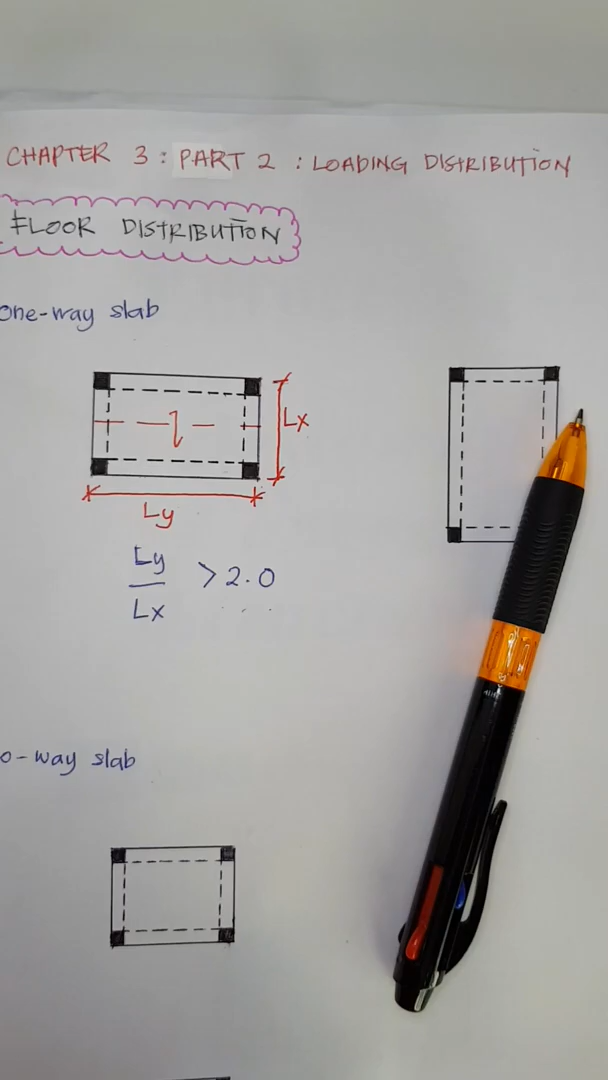 CHAPTER 3 : PART 2 : LOADING DISTRIBUTION
FLOOR DISTRIBUTION
one-way slab
1
Lx
Ly
Ly
Lx
> 2.0
o-way slab